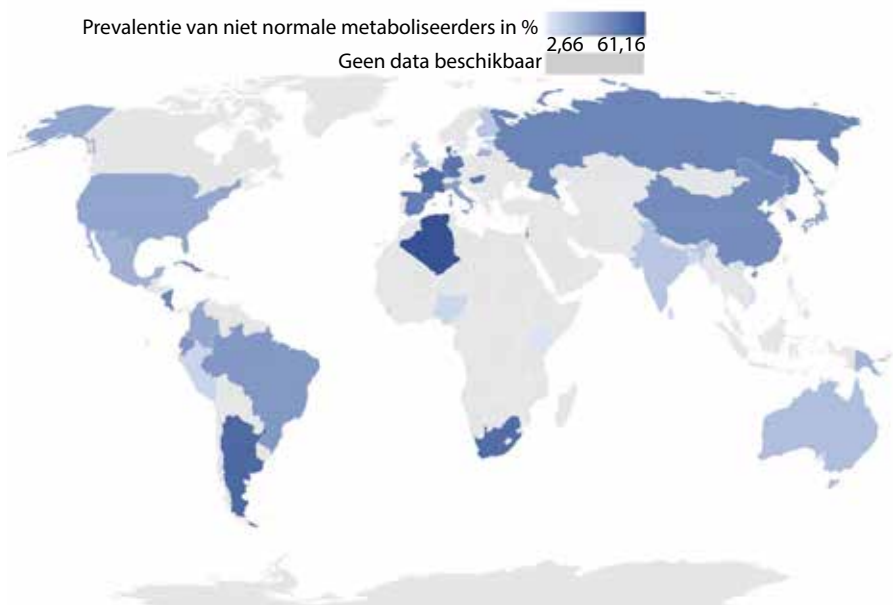 Prevalentie van niet normale metaboliseerders in %
2,66 61,16
Geen data beschikbaar